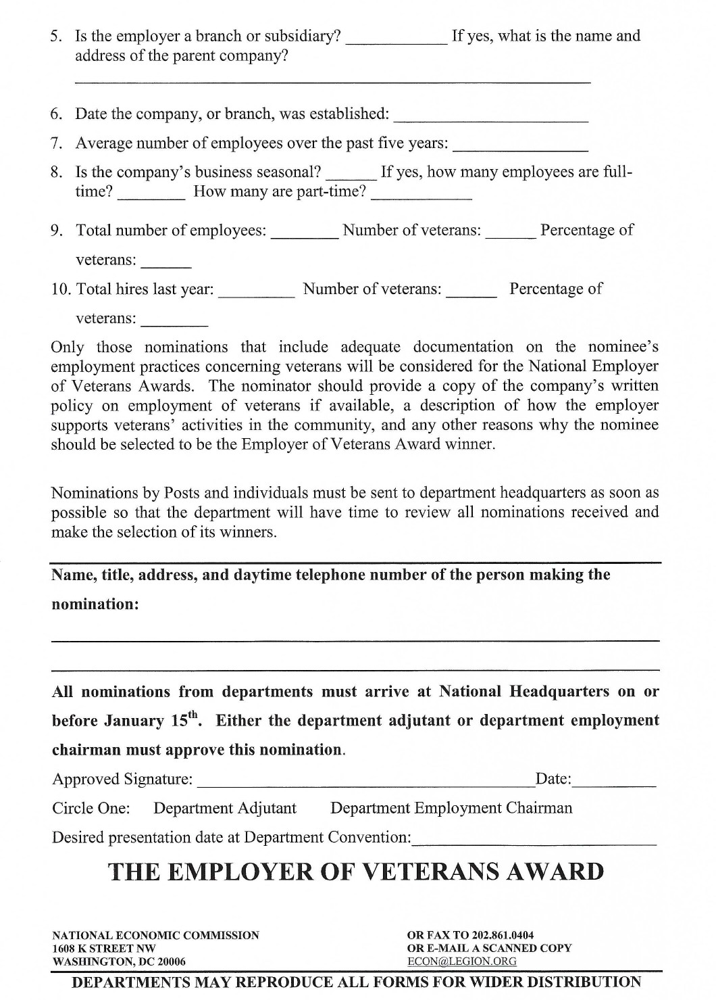 5. Is the employer a branch or subsidiary? ____________ If yes, what is the name and
address of the parent company?
_____________________________________________________________
6. Date the company, or branch, was established: _______________________
7. Average number of employees over the past five years: ________________
8. Is the company's business seasonal? ______ If yes, how many employees are full-
time? ________ How many are part-time? ____________
9. Total number of employees: ________ Number of veterans: ______ Percentage of
veterans: ______
10. Total hires last year: _________ Number of veterans: ______ Percentage of
veterans: ________
Only those nominations that include adequate documentation on the nominee's
employment practices concerning veterans will be considered for the National Employer
of Veterans Awards. The nominator should provide a copy of the company's written
policy on employment of veterans if available, a description of how the employer
supports veterans' activities in the community, and any other reasons why the nominee
should be selected to be the Employer of Veterans Award winner.
Nominations by Posts and individuals must be sent to department headquarters as soon as
possible so that the department will have time to review all nominations received and
make the selection of its winners.
Name, title, address, and daytime telephone number of the person making the
nomination:
________________________________________________________________________
________________________________________________________________________
All nominations from departments must arrive at National Headquarters on or
before January 15th. Either the department adjutant or department employment
chairman must approve this nomination.
Approved Signature: ________________________________________Date:__________
Circle One: Department Adjutant Department Employment Chairman
Desired presentation date at Department Convention:_____________________________
THE EMPLOYER OF VETERANS AWARD
NATIONAL ECONOMIC COMMISSION
1608 K STREET NW
WASHINGTON, DC 20006
OR FAX TO 202.861.0404
OR E-MAIL A SCANNED COPY
ECON@LEGION.ORG
DEPARTMENTS MAY REPRODUCE ALL FORMS FOR WIDER DISTRIBUTION